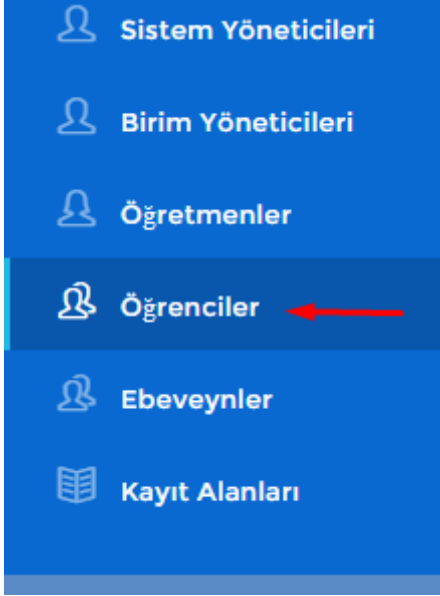 Sistem Yöneticileri
Birim Yöneticileri
Öğretmenler
Öğrenciler
Ebeveynler
Kayıt Alanları